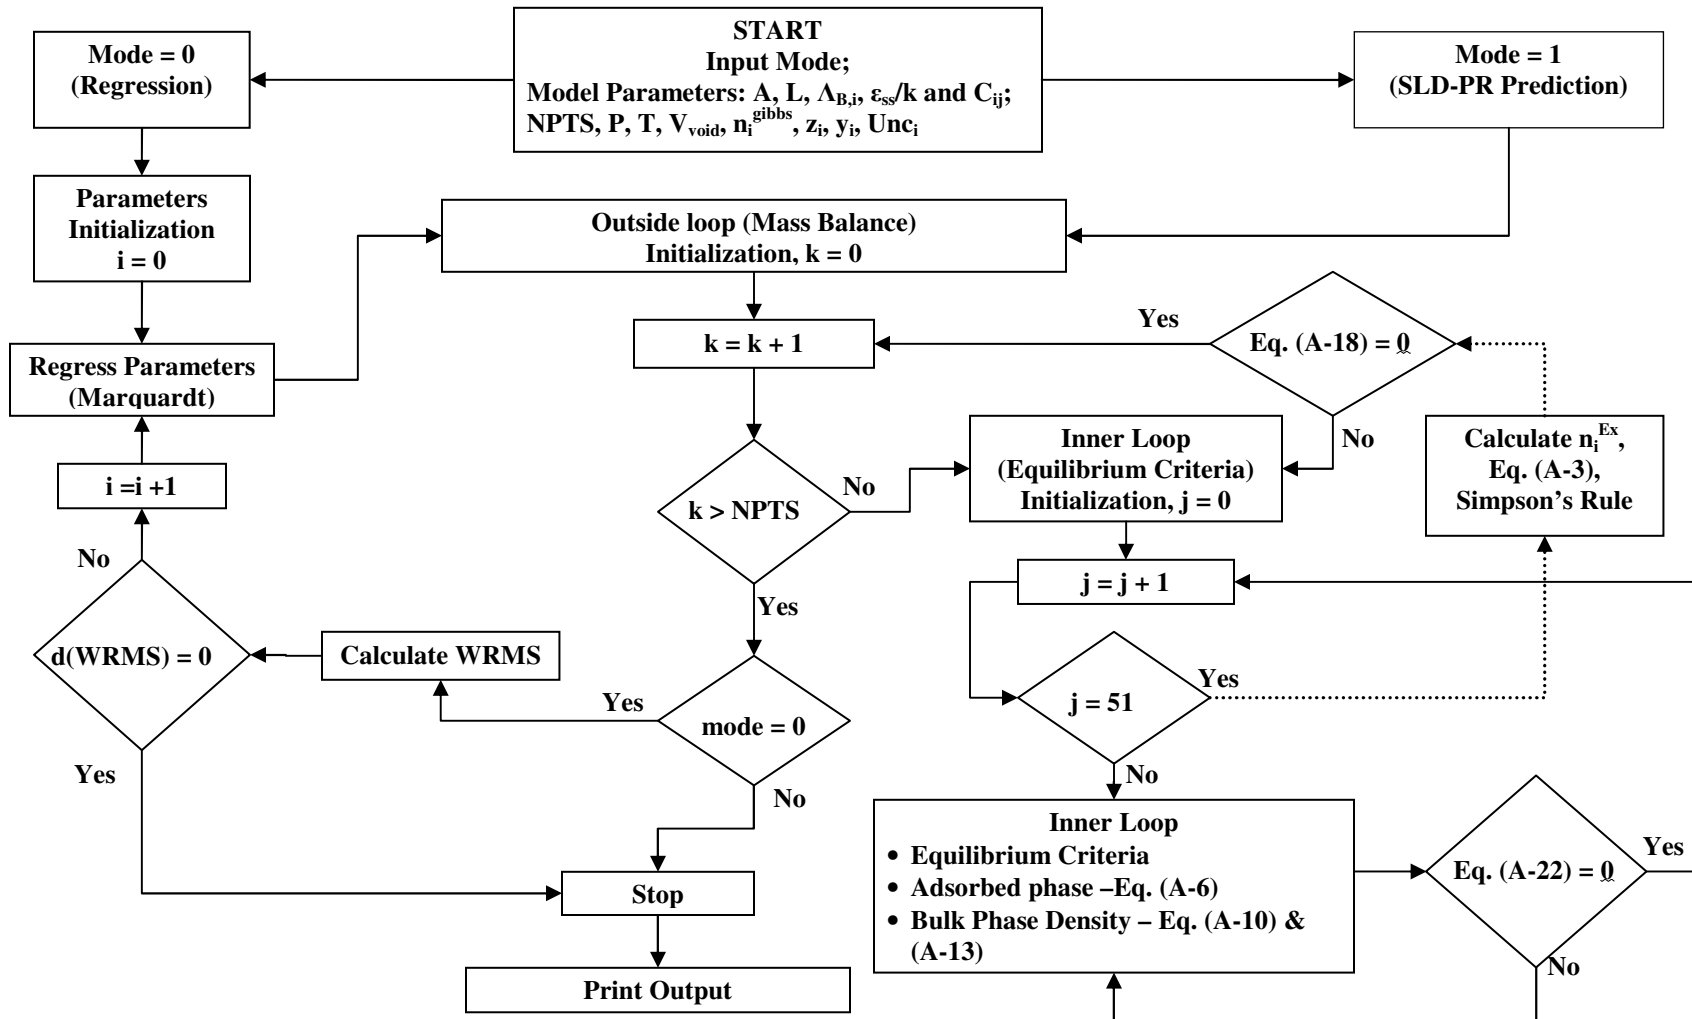 START
Input Mode;
Model Parameters: A, L, Λ_B,i, ε_ss/k and C_ij;
NPTS, P, T, V_void, n_i^gibbs, z_i, y_i, Unc_i
Mode = 0
(Regression)
Mode = 1
(SLD-PR Prediction)
Parameters
Initialization
i = 0
Outside loop (Mass Balance)
Initialization, k = 0
Regress Parameters
(Marquardt)
k = k + 1
Yes
Eq. (A-18) = 0
No
Calculate n_i^Ex,
Eq. (A-3),
Simpson's Rule
Inner Loop
(Equilibrium Criteria)
Initialization, j = 0
i =i +1
k > NPTS
No
Yes
j = j + 1
No
d(WRMS) = 0
Yes
Calculate WRMS
Yes
mode = 0
No
j = 51
Yes
No
Inner Loop
• Equilibrium Criteria
• Adsorbed phase –Eq. (A-6)
• Bulk Phase Density – Eq. (A-10) &
(A-13)
Eq. (A-22) = 0
Yes
No
Stop
Print Output